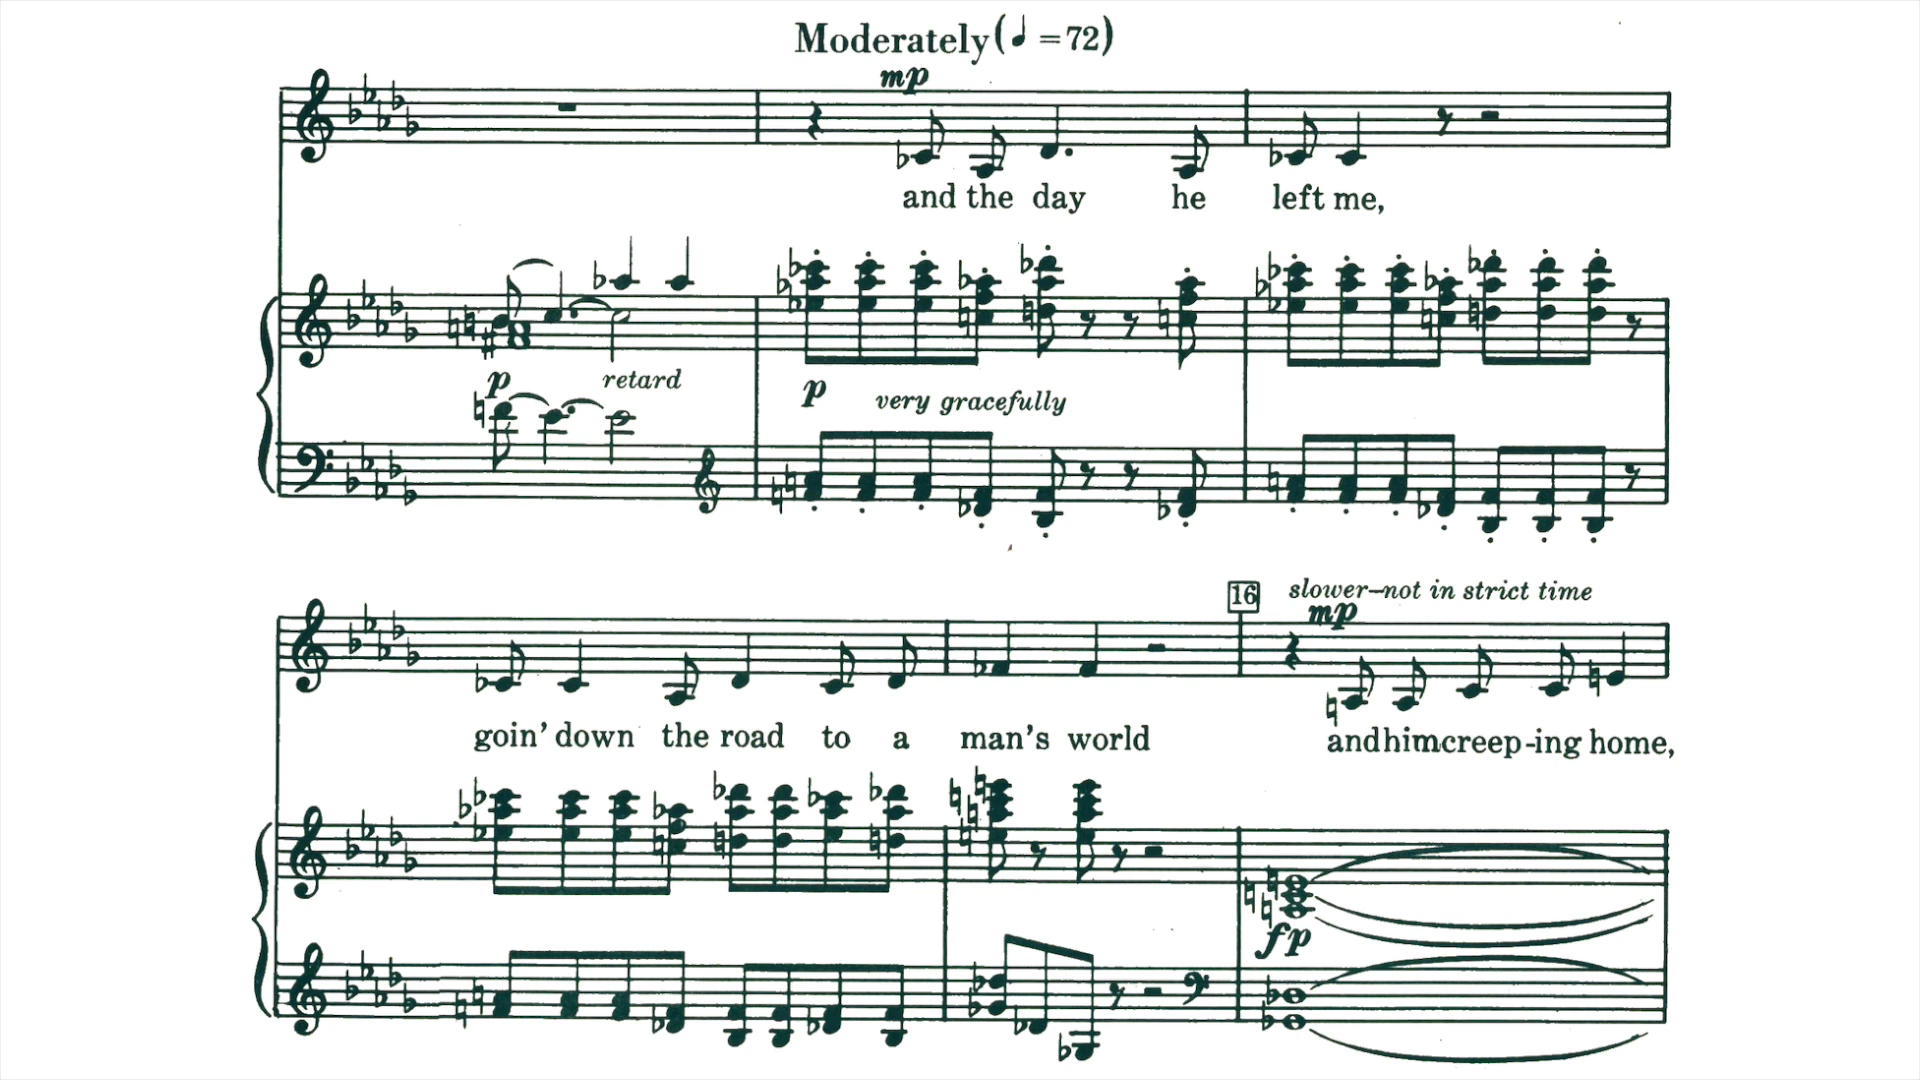 Moderately (♩ = 72)
mp
and the day he left me,
p retard
p very gracefully
16 slower–not in strict time
mp
goin' down the road to a man's world and him creep-ing home,
fp